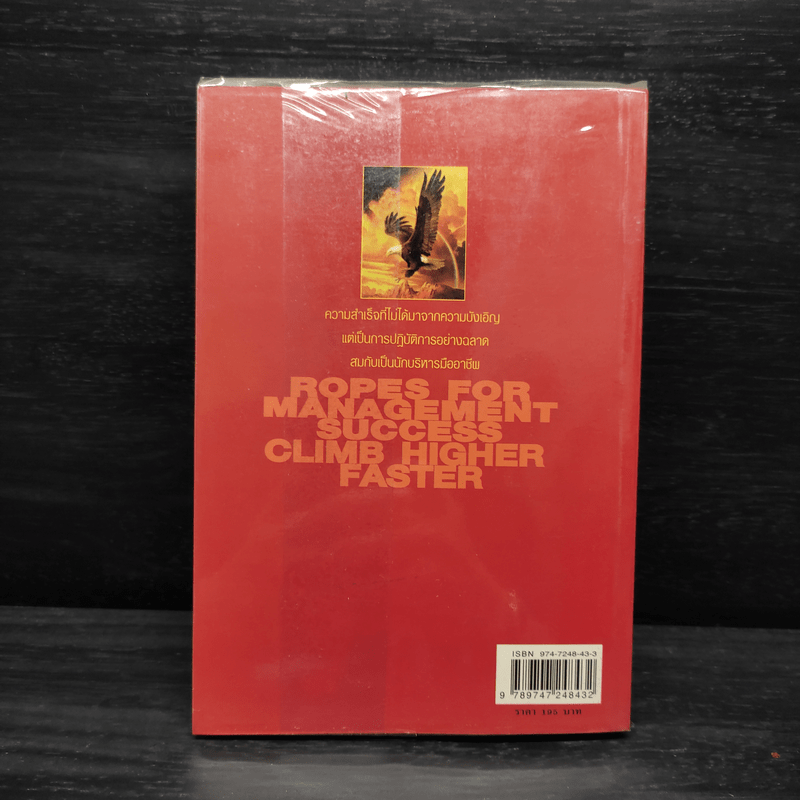 ความสำเร็จที่ไม่ได้มาจากความบังเอิญ
แต่เป็นการปฏิบัติการอย่างฉลาด
สมกับเป็นนักบริหารมืออาชีพ
ROPES FOR
MANAGEMENT
SUCCESS
CLIMB HIGHER
FASTER
ISBN 974-7248-43-3
9 789747 248432
ราคา 195 บาท